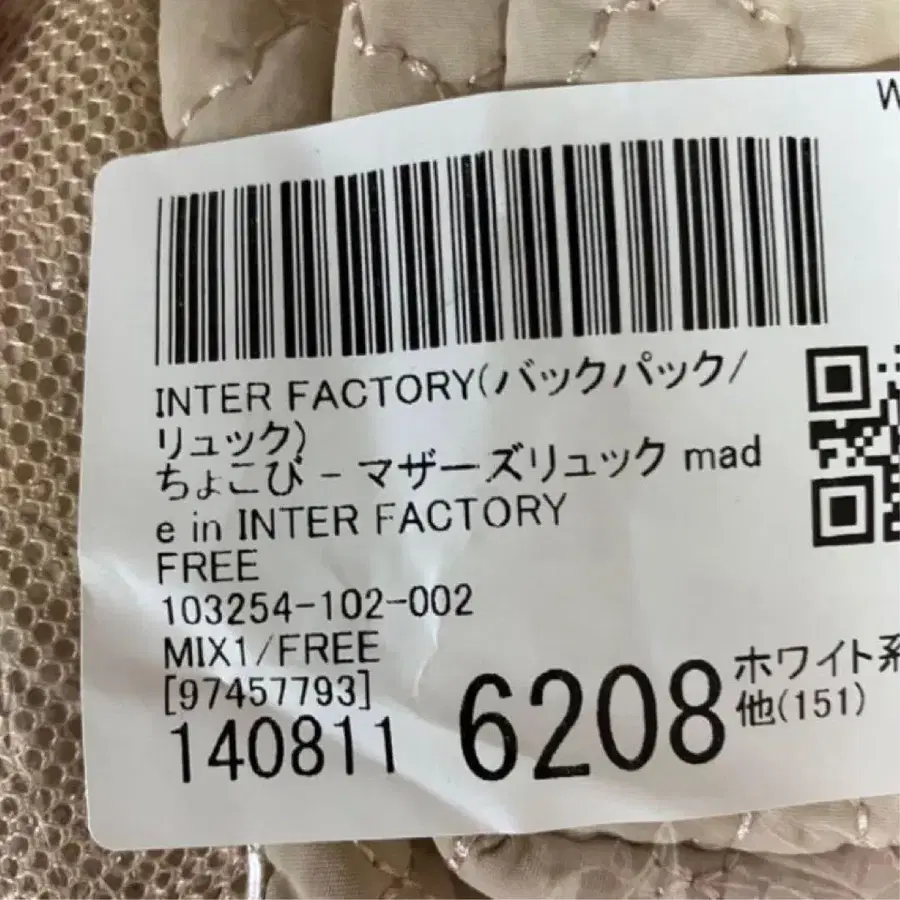 W
INTER FACTORY(バックパック/
リュック)
ちょこび - マザーズリュック mad
e in INTER FACTORY
FREE
103254-102-002
MIX1/FREE
[97457793]
140811 6208 ホワイト系
他(151)